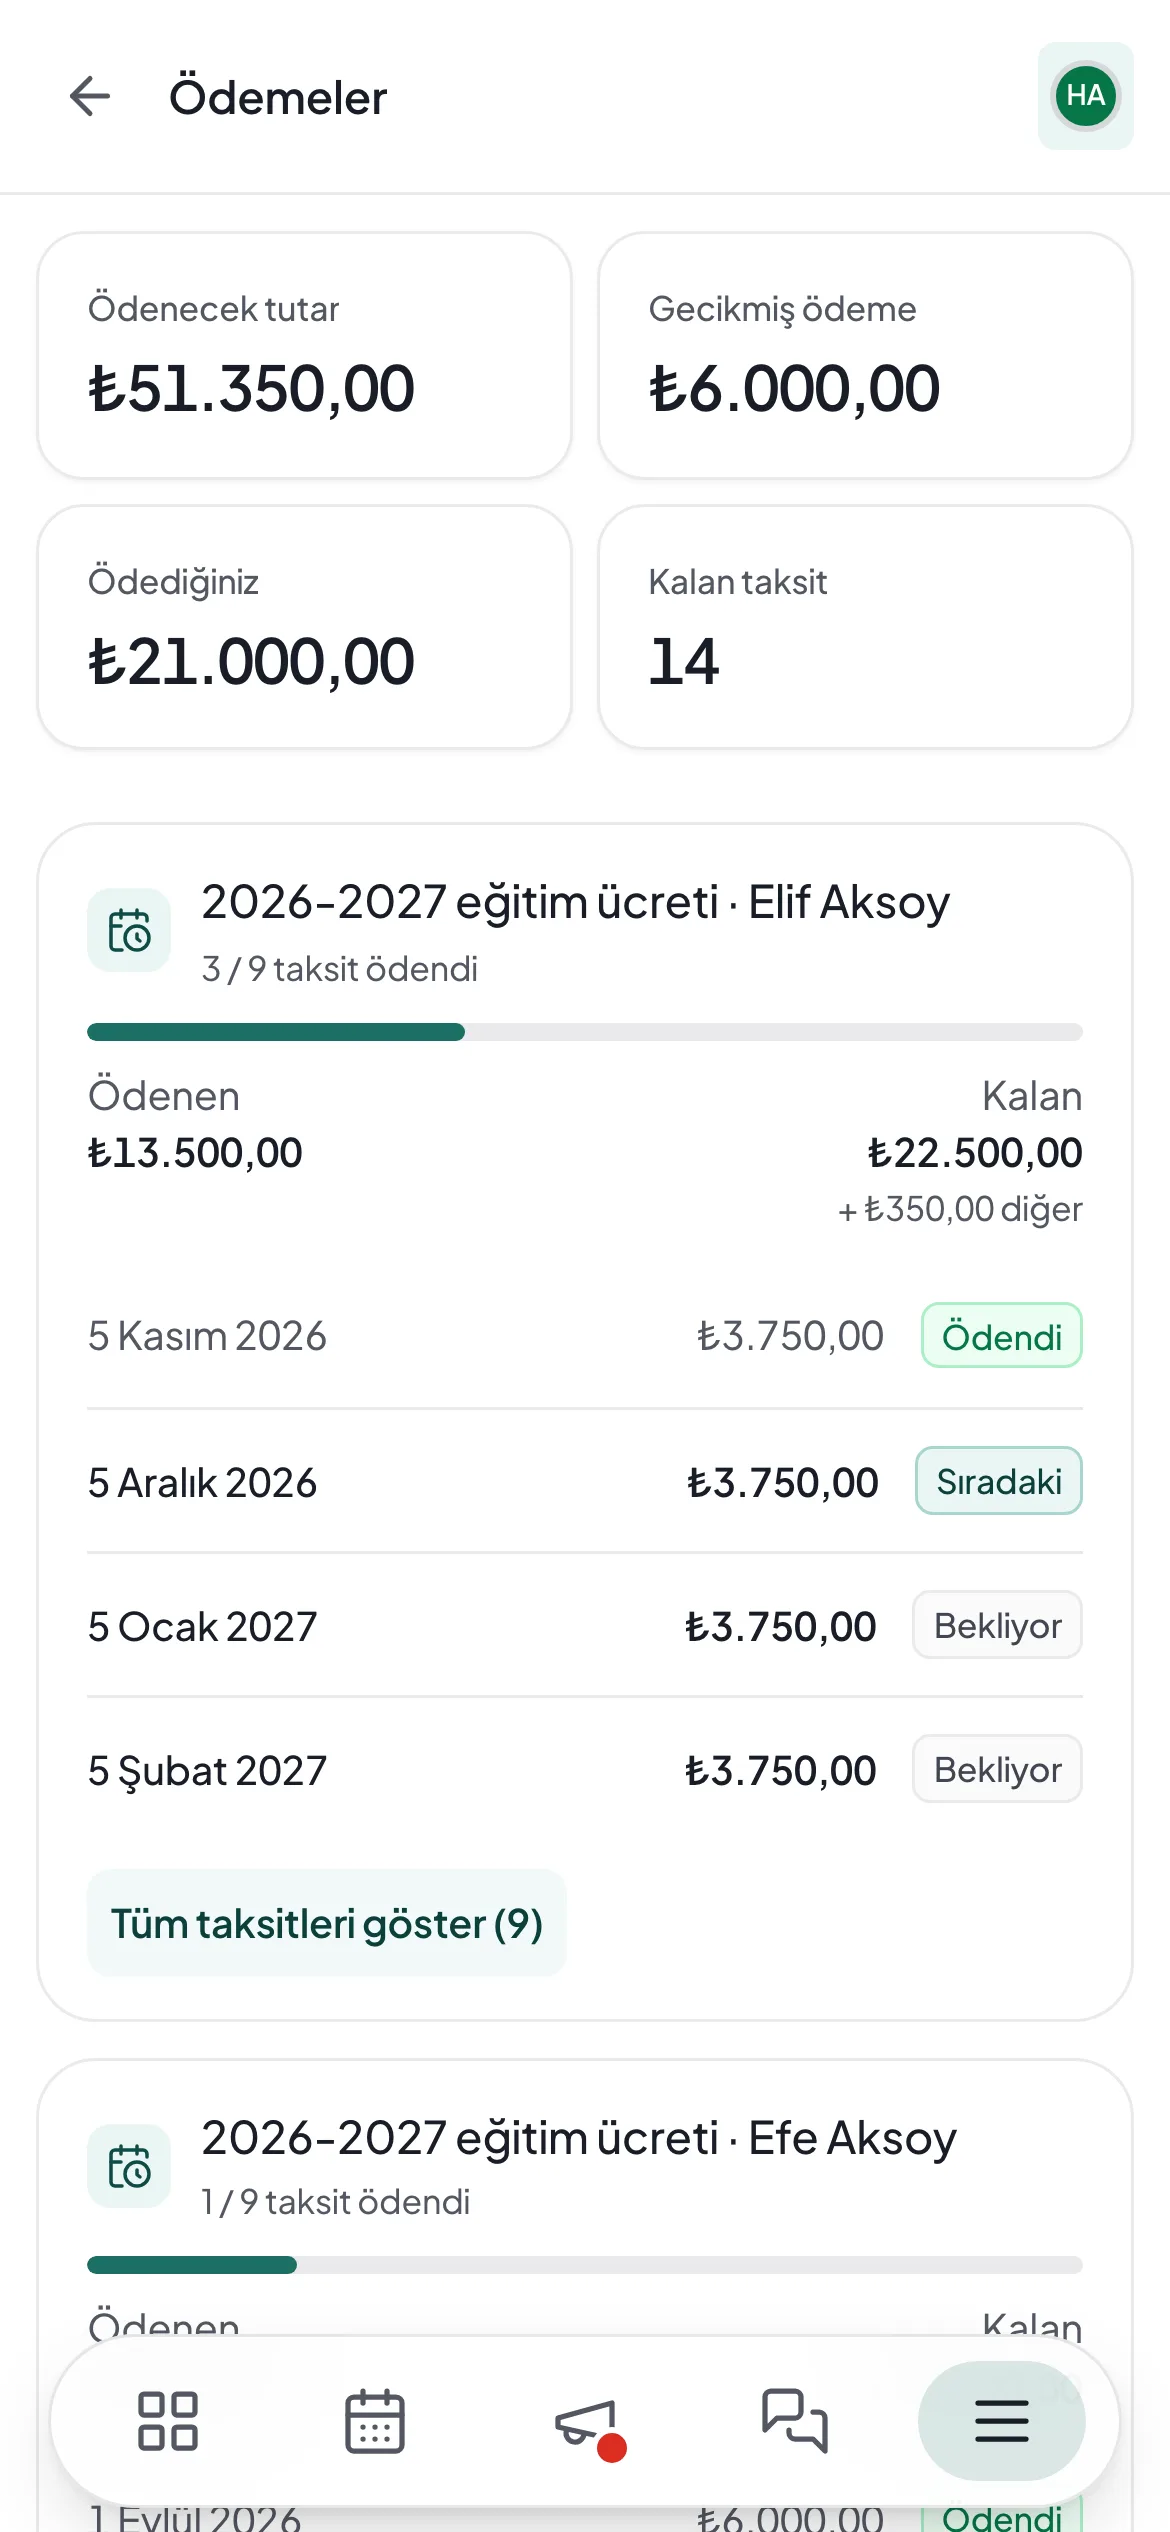 Ödemeler
HA
Ödenecek tutar
₺51.350,00
Gecikmiş ödeme
₺6.000,00
Ödediğiniz
₺21.000,00
Kalan taksit
14
2026-2027 eğitim ücreti · Elif Aksoy
3 / 9 taksit ödendi
Ödenen
Kalan
₺13.500,00
₺22.500,00
+ ₺350,00 diğer
5 Kasım 2026 ₺3.750,00 Ödendi
5 Aralık 2026 ₺3.750,00 Sıradaki
5 Ocak 2027 ₺3.750,00 Bekliyor
5 Şubat 2027 ₺3.750,00 Bekliyor
Tüm taksitleri göster (9)
2026-2027 eğitim ücreti · Efe Aksoy
1 / 9 taksit ödendi
Ödenen
Kalan
1 Eylül 2026 ₺6.000,00 Ödendi